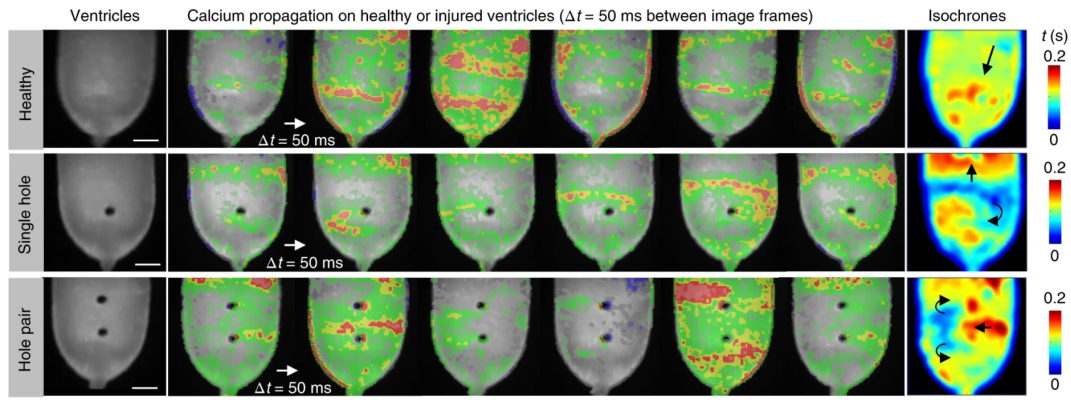 Ventricles
Calcium propagation on healthy or injured ventricles (Δt = 50 ms between image frames)
Isochrones
Healthy
Δt = 50 ms
t (s)
0.2
0
Single hole
Δt = 50 ms
0.2
0
Hole pair
Δt = 50 ms
0.2
0